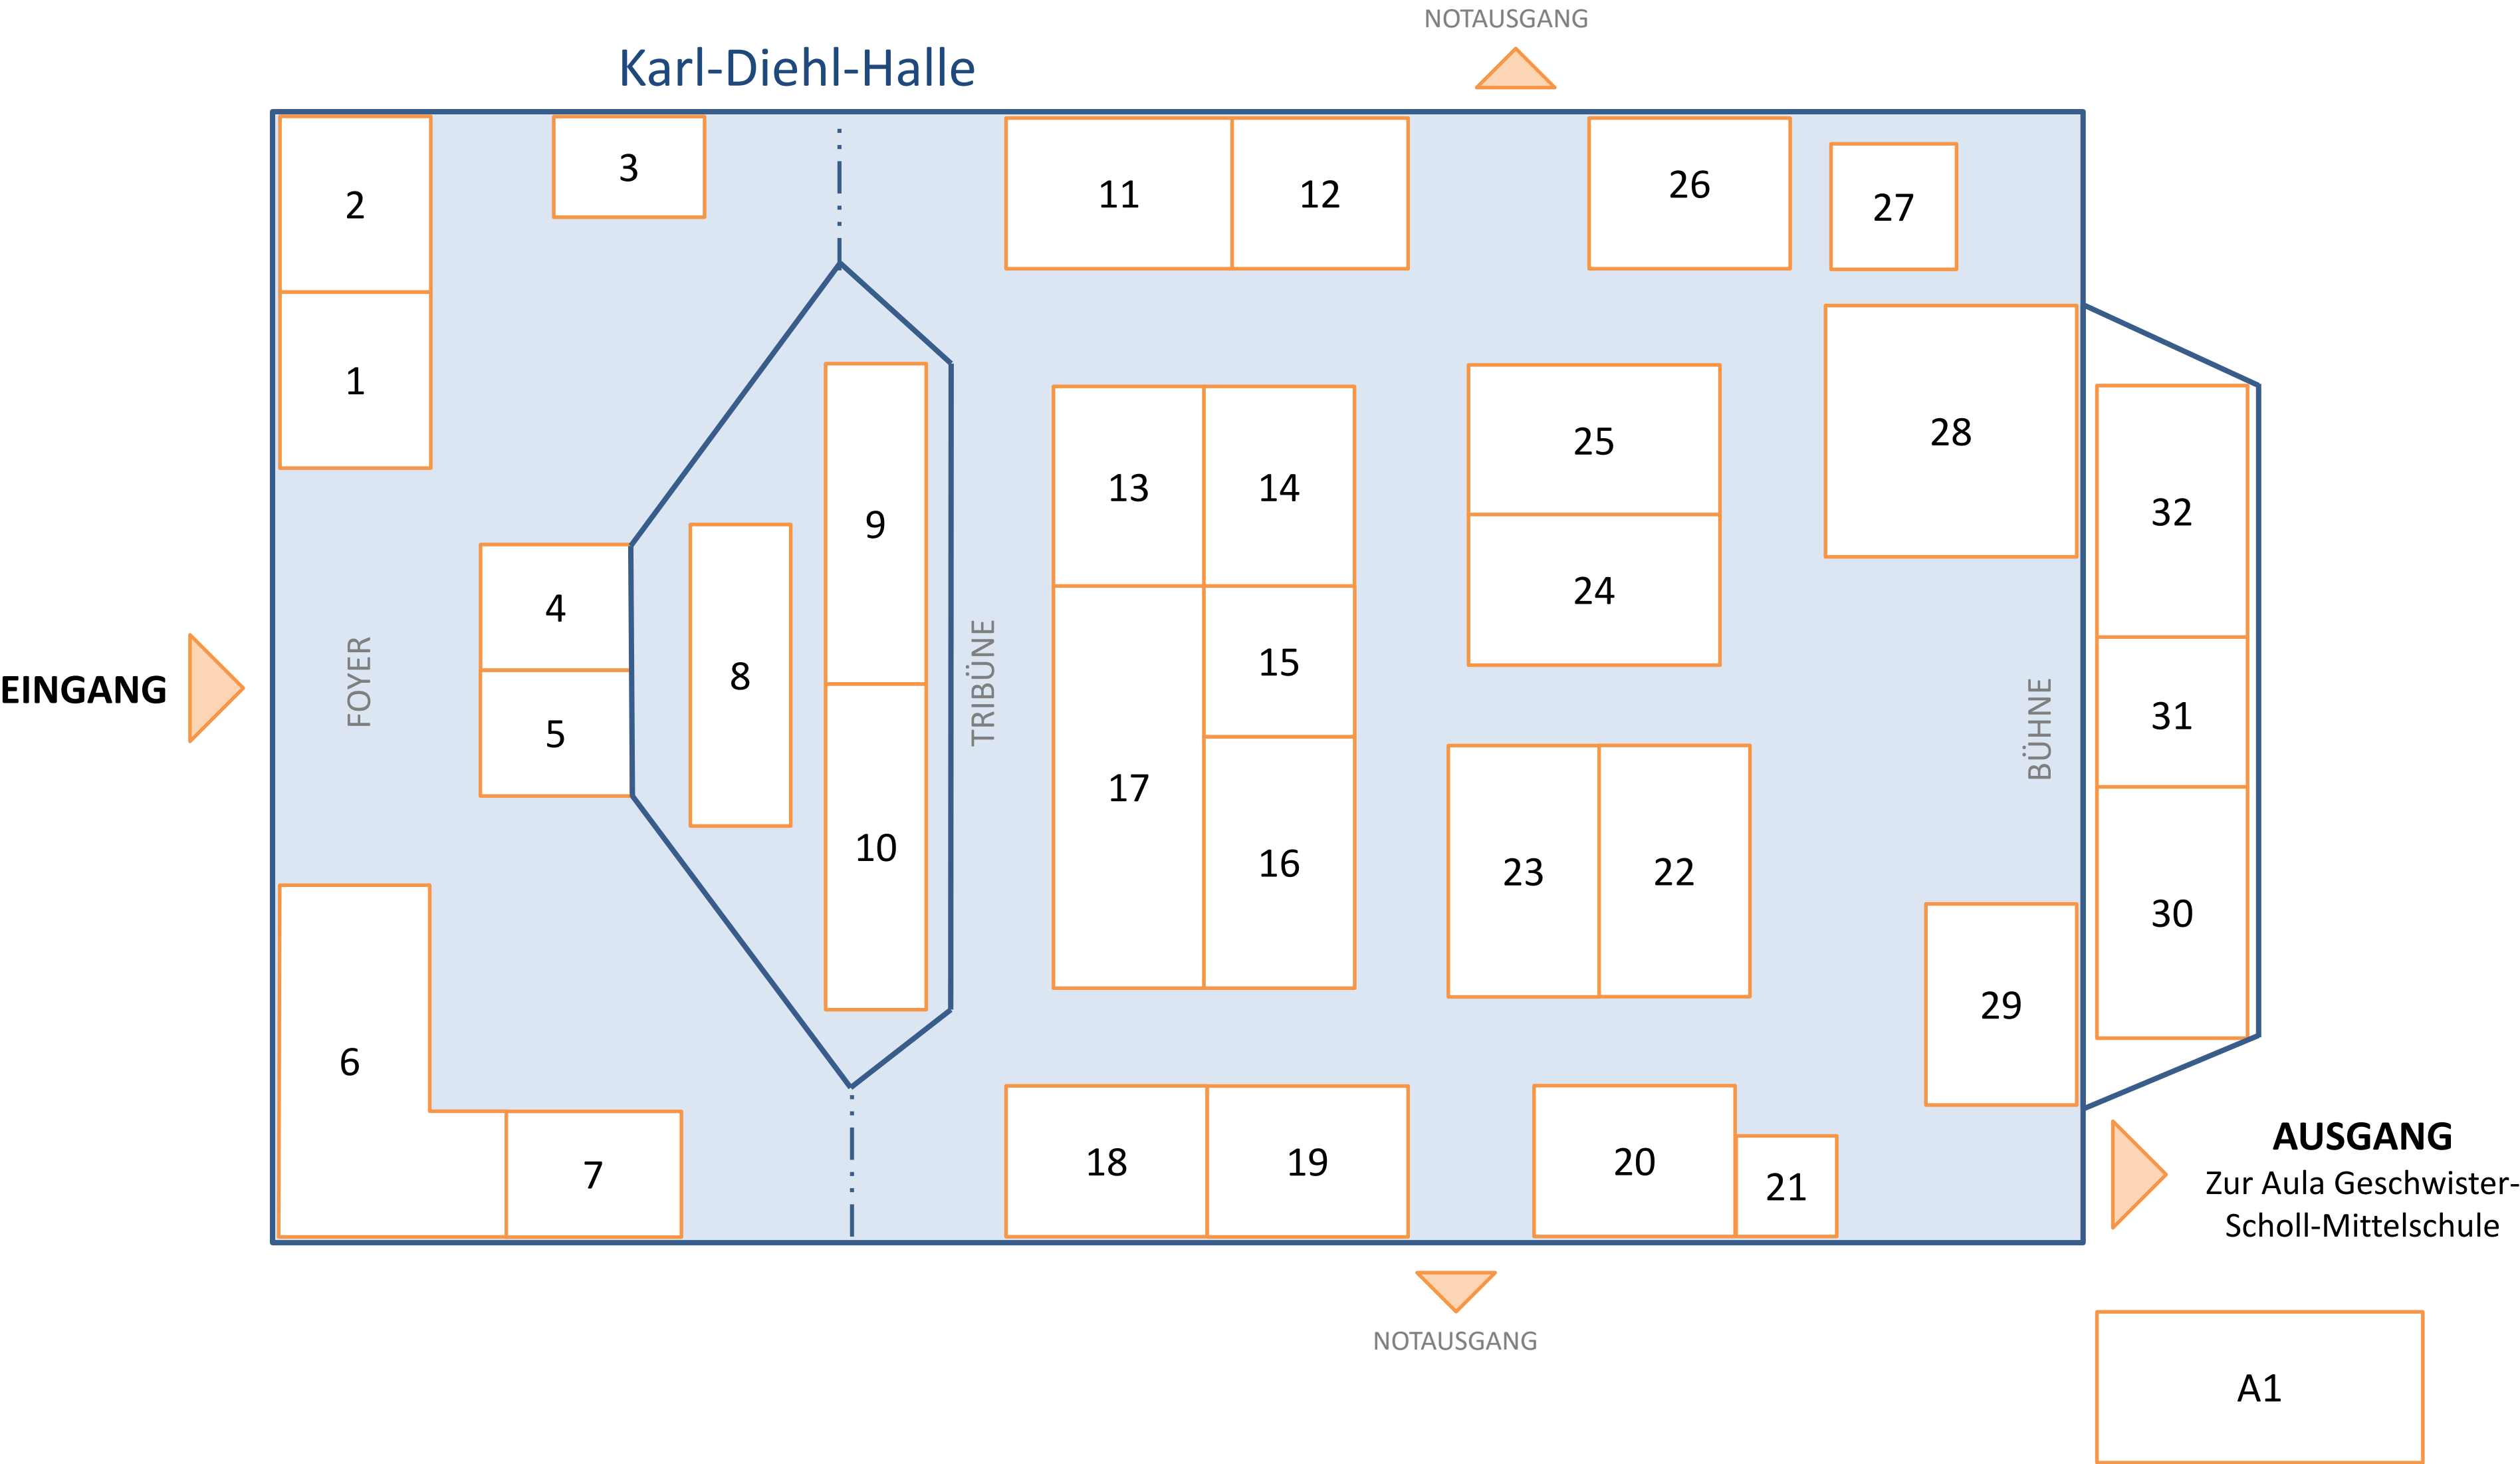 NOTAUSGANG
Karl-Diehl-Halle
2
3
11
12
26
27
1
9
13
14
25
28
32
4
8
24
EINGANG
FOYER
5
TRIBÜNE
15
17
BÜHNE
31
10
16
23
22
30
6
29
7
18
19
20
21
AUSGANG
Zur Aula Geschwister-
Scholl-Mittelschule
NOTAUSGANG
A1